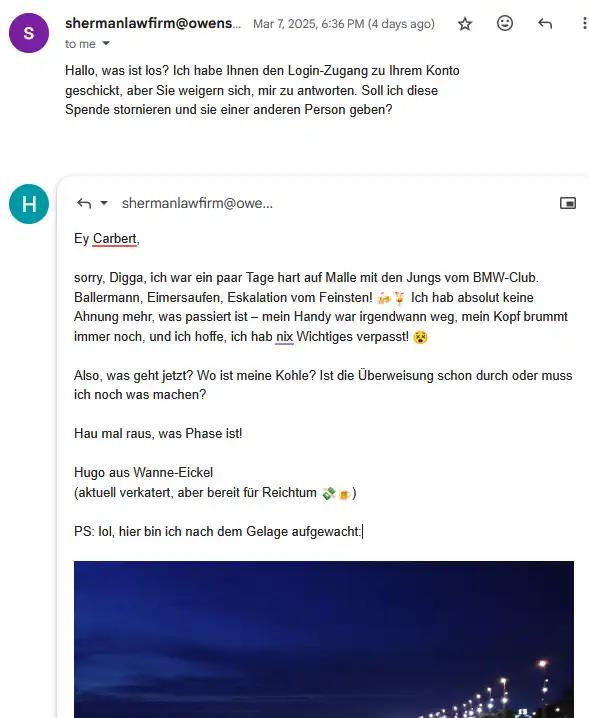 S
shermanlawfirm@owens... Mar 7, 2025, 6:36 PM (4 days ago)
to me
Hallo, was ist los? Ich habe Ihnen den Login-Zugang zu Ihrem Konto
geschickt, aber Sie weigern sich, mir zu antworten. Soll ich diese
Spende stornieren und sie einer anderen Person geben?
H
shermanlawfirm@owe...
Ey Carbert,
sorry, Digga, ich war ein paar Tage hart auf Malle mit den Jungs vom BMW-Club.
Ballermann, Eimersaufen, Eskalation vom Feinsten! 🍻🍹 Ich hab absolut keine
Ahnung mehr, was passiert ist – mein Handy war irgendwann weg, mein Kopf brummt
immer noch, und ich hoffe, ich hab nix Wichtiges verpasst! 😵
Also, was geht jetzt? Wo ist meine Kohle? Ist die Überweisung schon durch oder muss
ich noch was machen?
Hau mal raus, was Phase ist!
Hugo aus Wanne-Eickel
(aktuell verkatert, aber bereit für Reichtum 💸🍺)
PS: lol, hier bin ich nach dem Gelage aufgewacht: